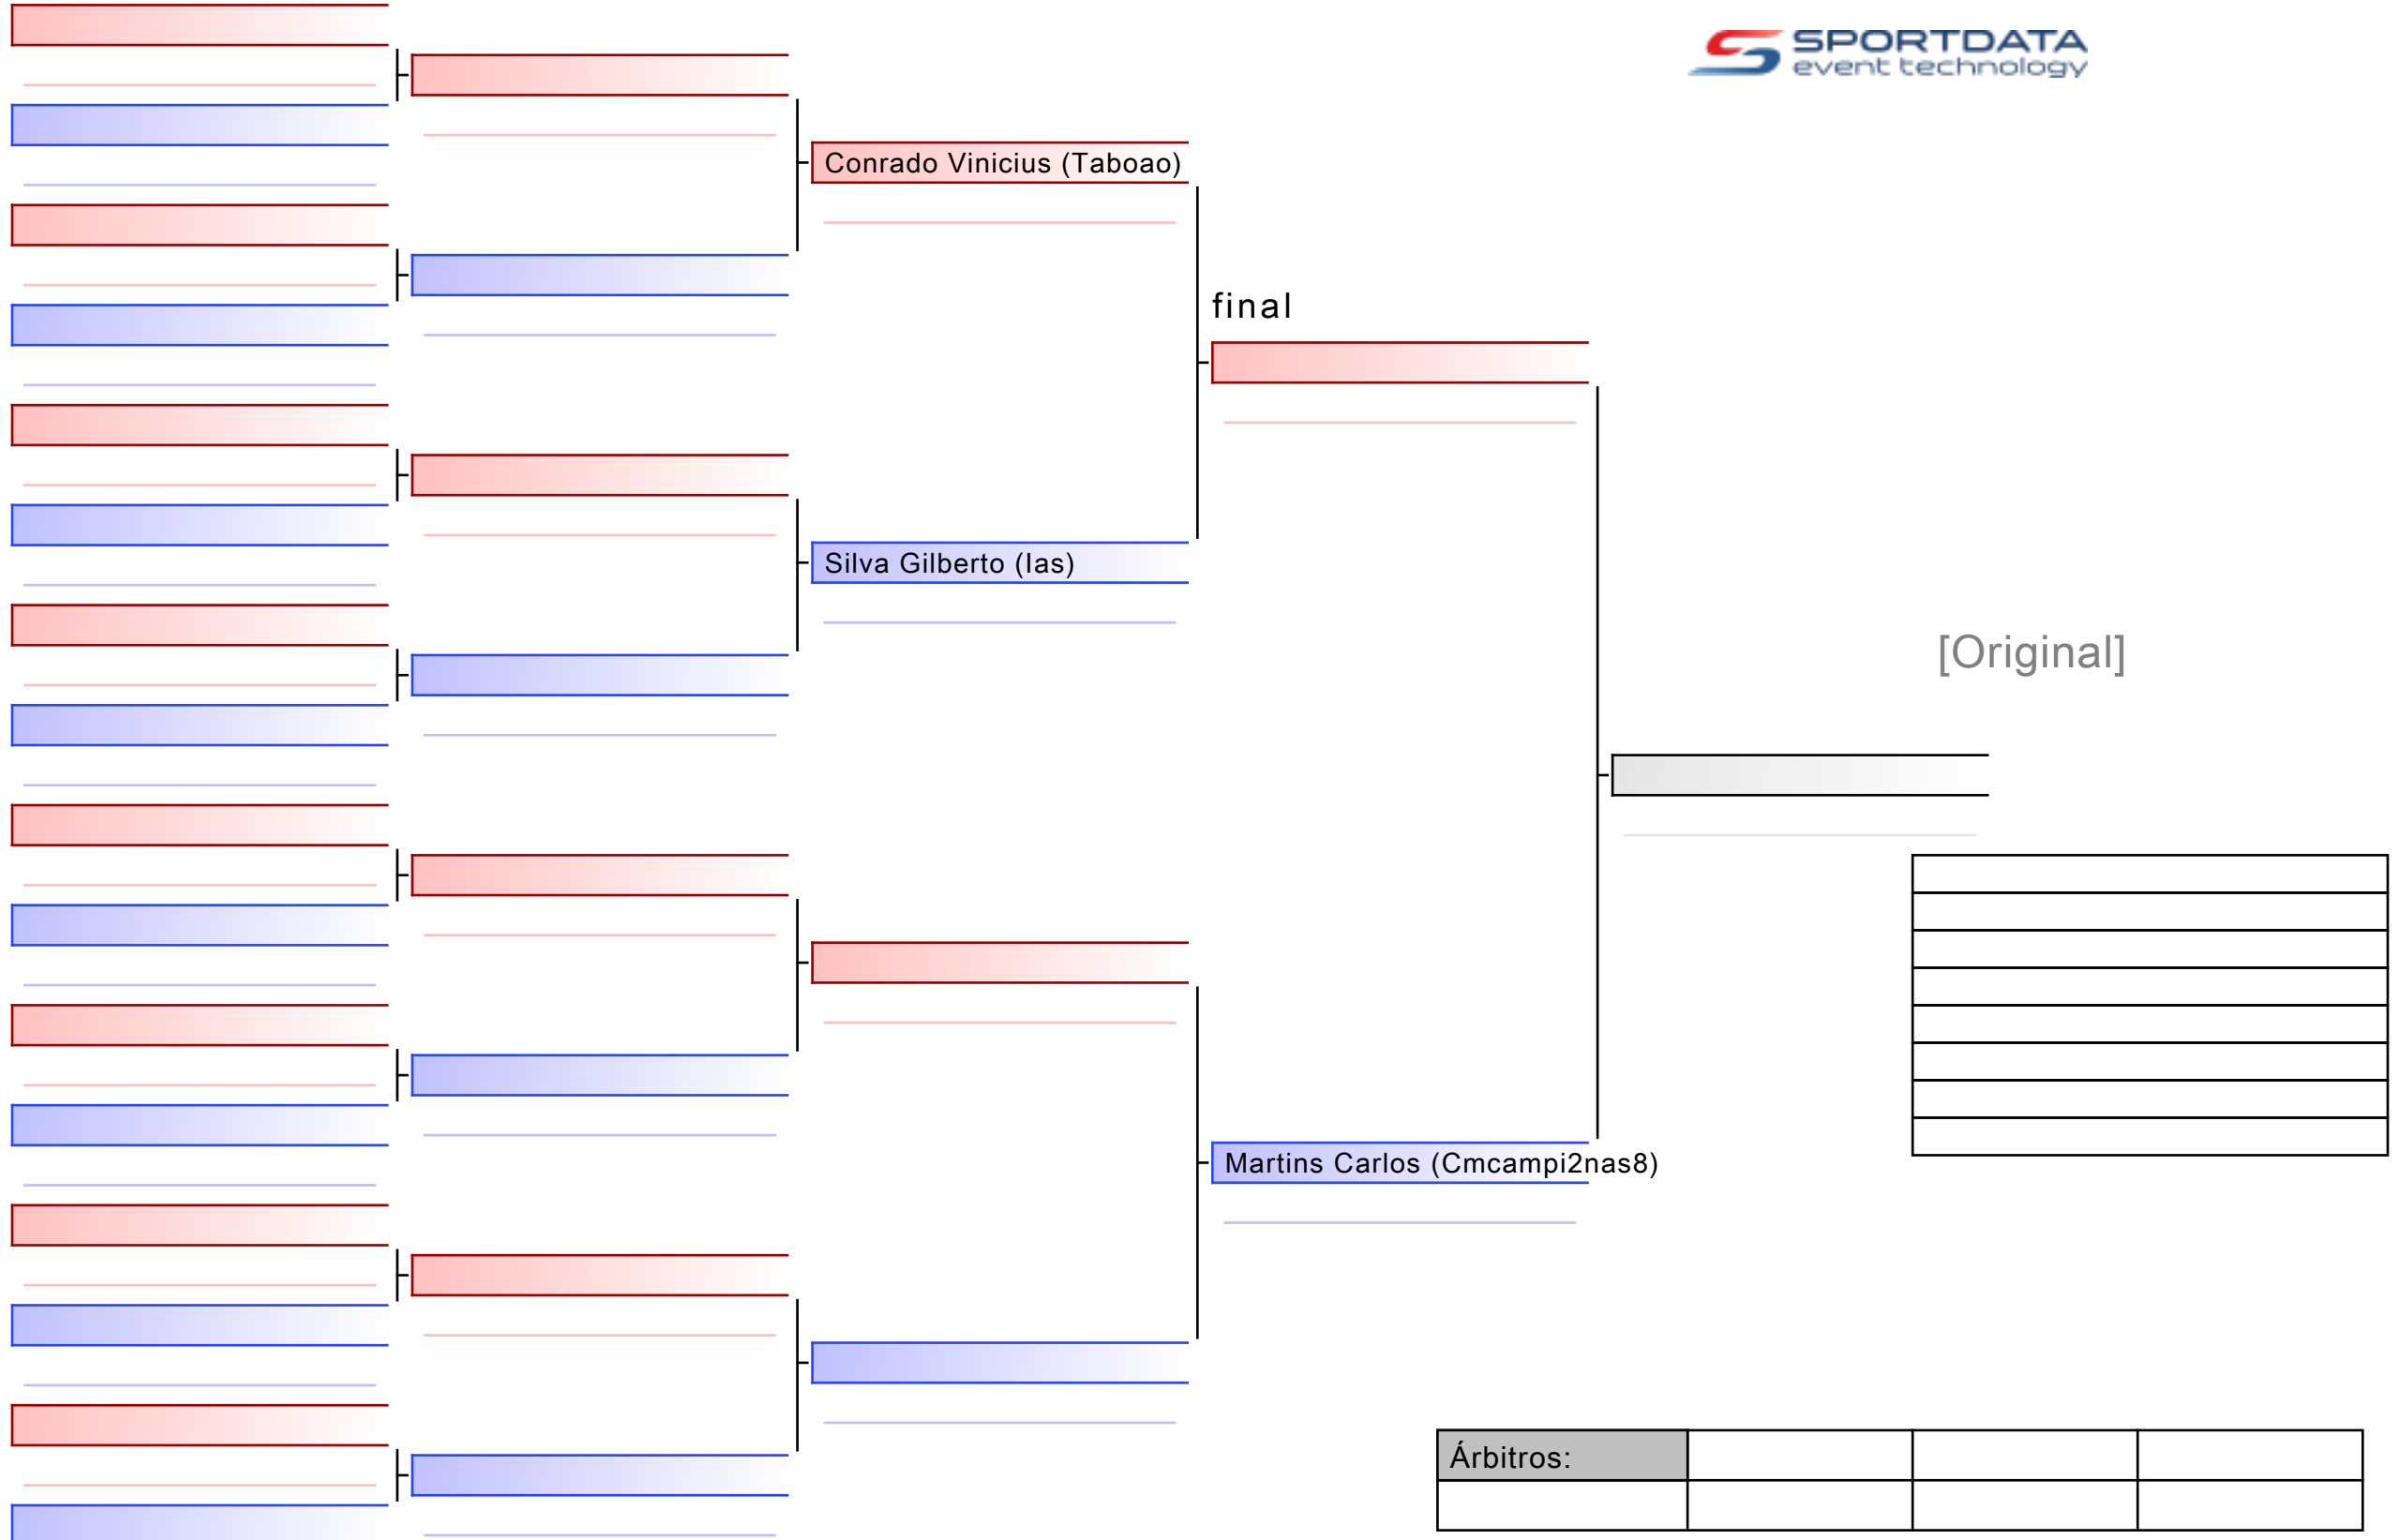 SPORTDATA
event technology
Conrado Vinicius (Taboao)
final
Silva Gilberto (Ias)
[Original]
Martins Carlos (Cmcampi2nas8)
Árbitros: